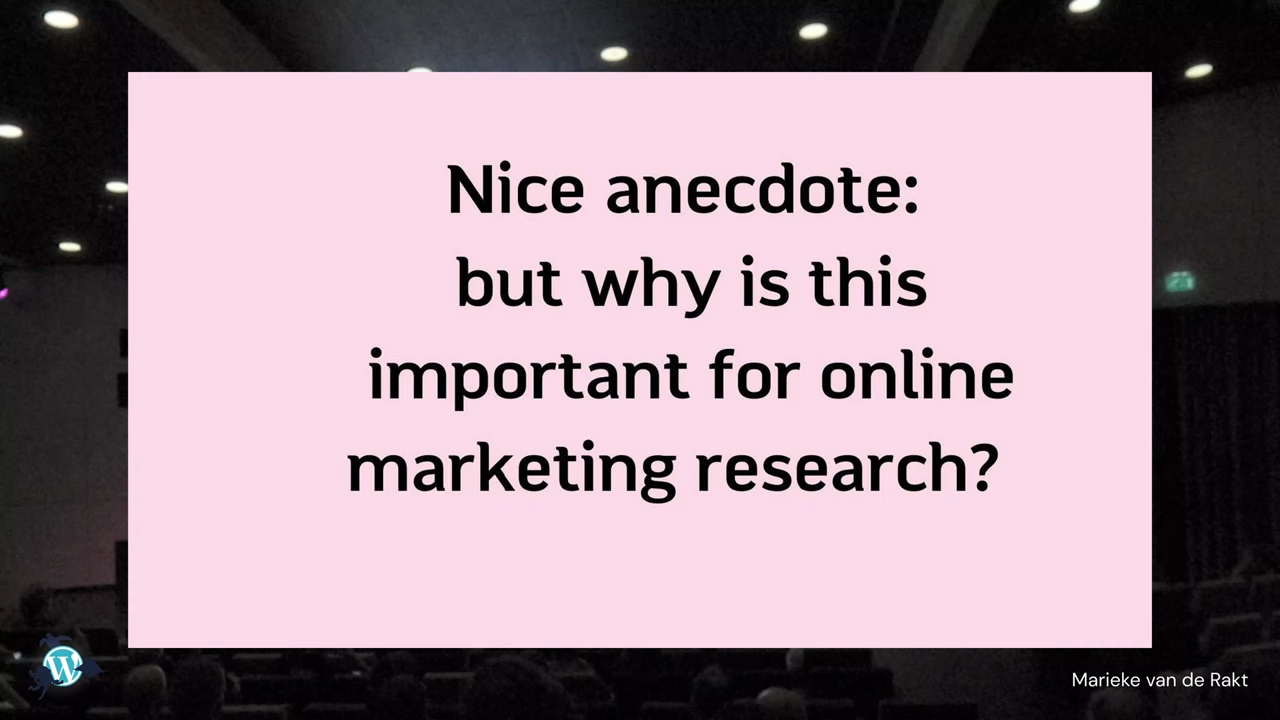 Nice anecdote:
but why is this
important for online
marketing research?
W
Marieke van de Rakt